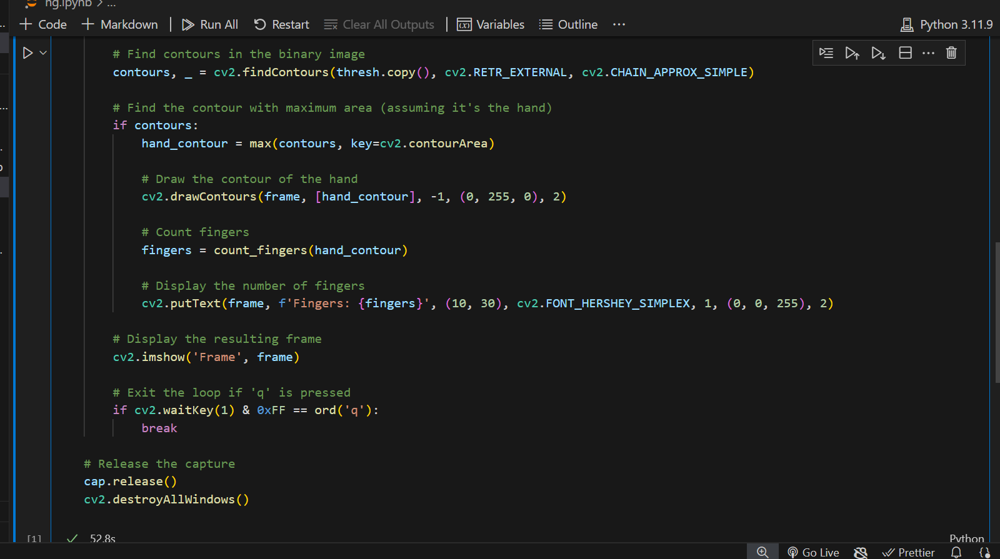 ng.ipynb > ...
Code Markdown Run All Restart Clear All Outputs Variables Outline ... Python 3.11.9
# Find contours in the binary image
contours, _ = cv2.findContours(thresh.copy(), cv2.RETR_EXTERNAL, cv2.CHAIN_APPROX_SIMPLE)
# Find the contour with maximum area (assuming it's the hand)
if contours:
hand_contour = max(contours, key=cv2.contourArea)
# Draw the contour of the hand
cv2.drawContours(frame, [hand_contour], -1, (0, 255, 0), 2)
# Count fingers
fingers = count_fingers(hand_contour)
# Display the number of fingers
cv2.putText(frame, f'Fingers: {fingers}', (10, 30), cv2.FONT_HERSHEY_SIMPLEX, 1, (0, 0, 255), 2)
# Display the resulting frame
cv2.imshow('Frame', frame)
# Exit the loop if 'q' is pressed
if cv2.waitKey(1) & 0xFF == ord('q'):
break
# Release the capture
cap.release()
cv2.destroyAllWindows()
[1] 52.8s Python
Go Live Prettier